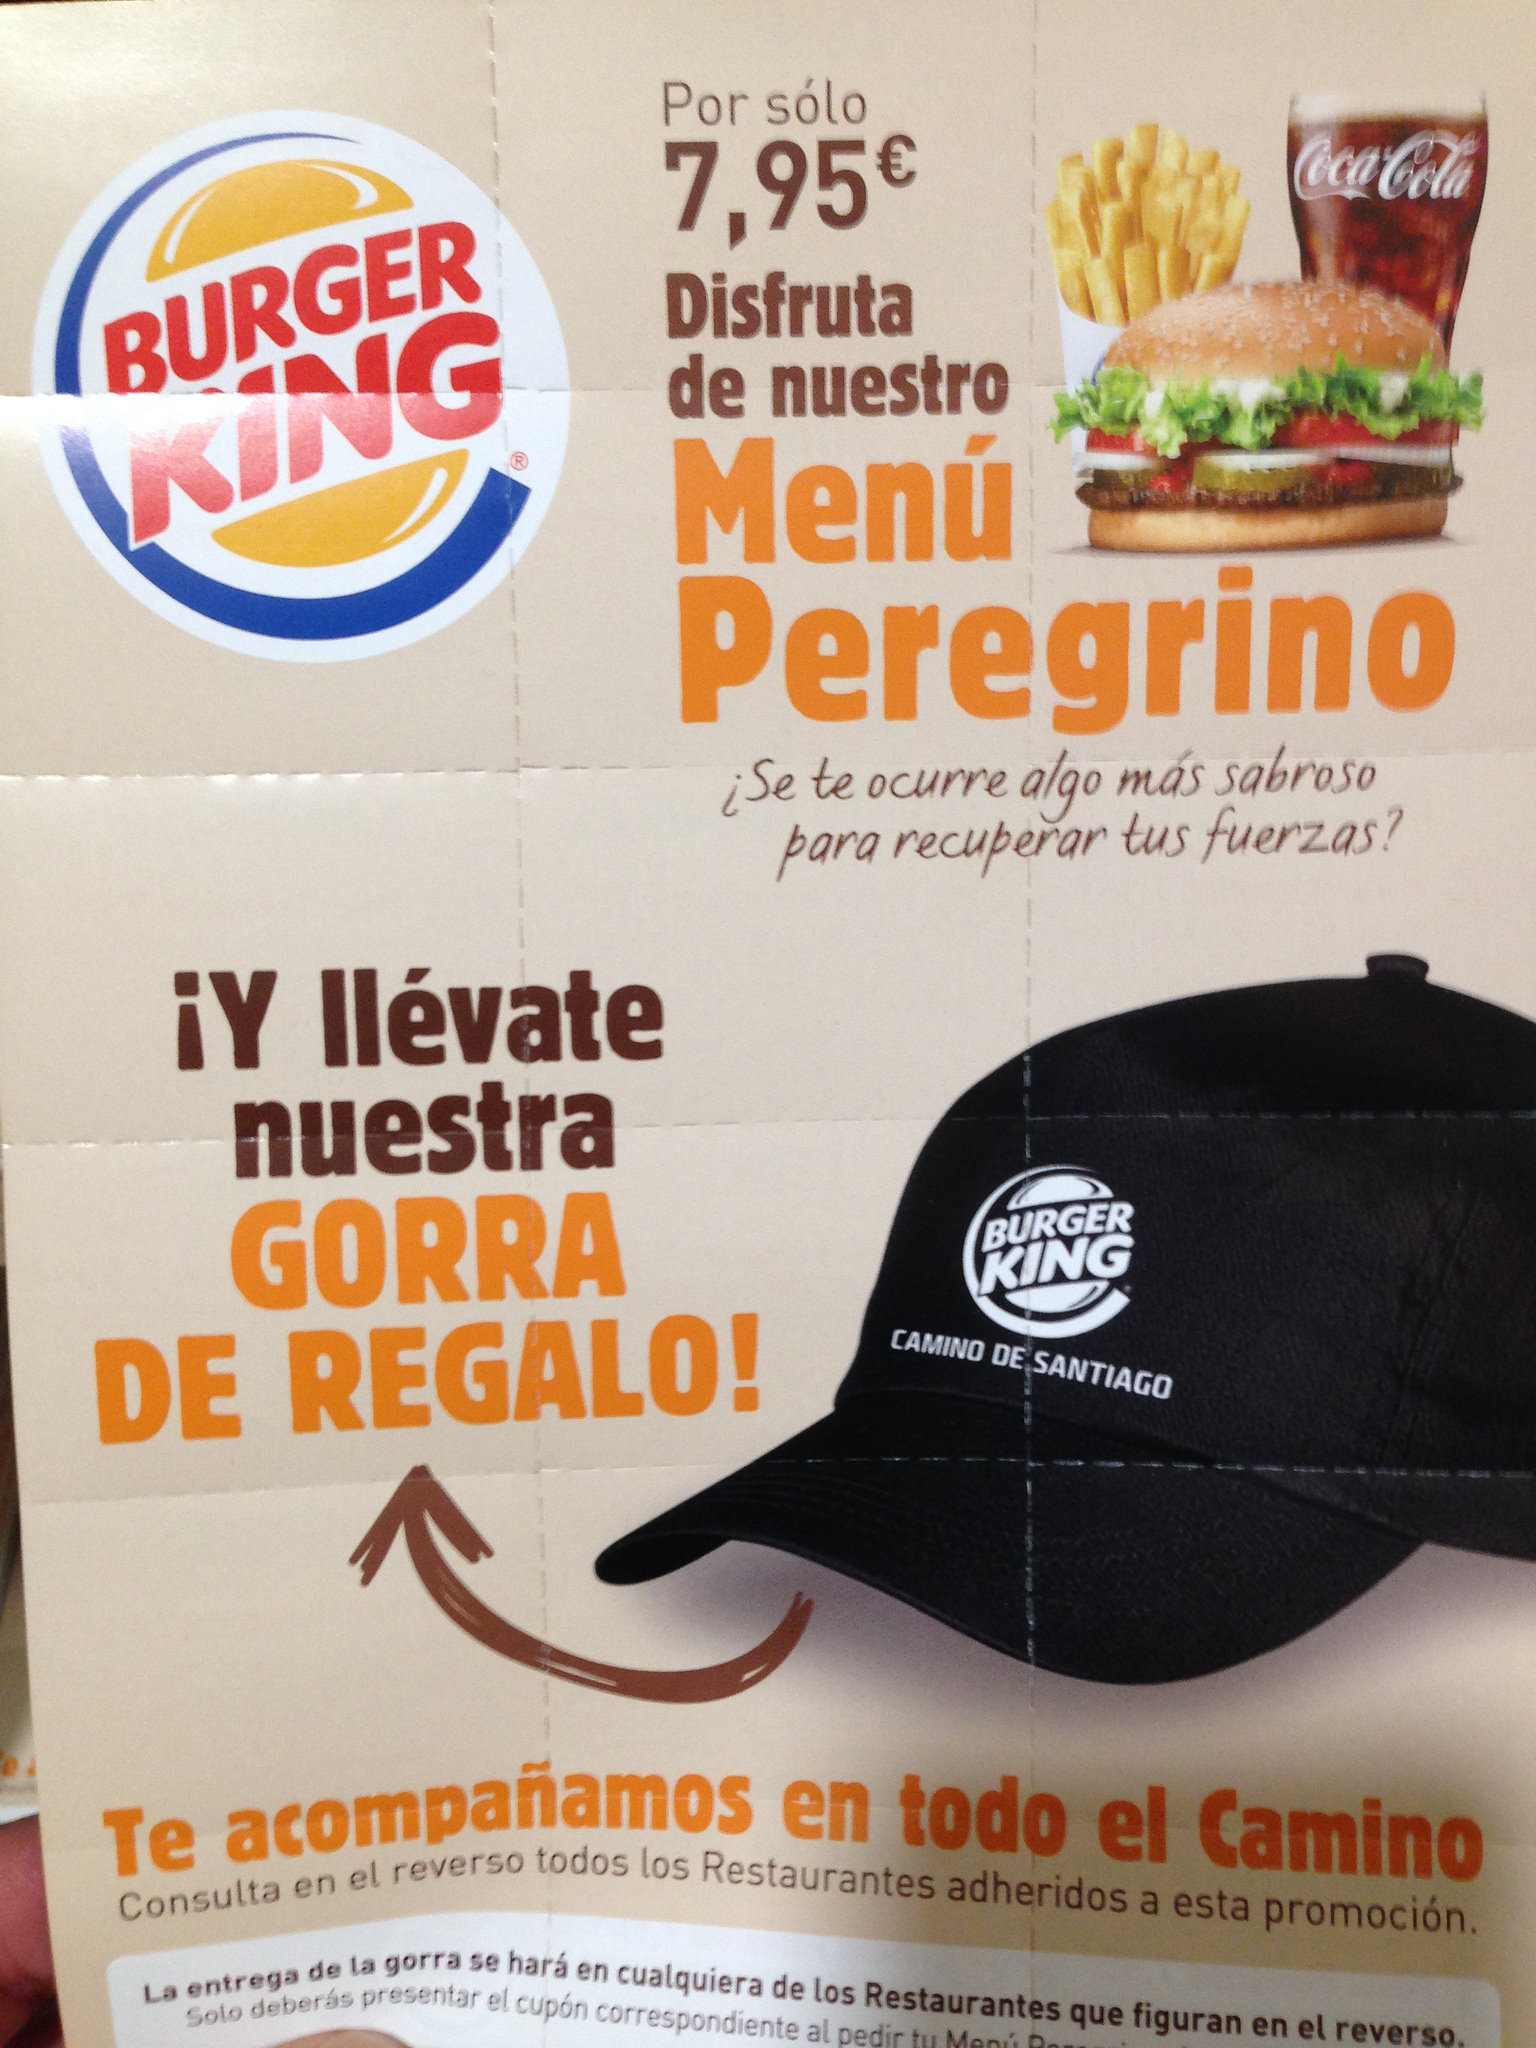 BURGER
KING
®
Por sólo
7,95€
Disfruta
de nuestro
Menú
Peregrino
Coca-Cola
¿Se te ocurre algo más sabroso
para recuperar tus fuerzas?
¡Y llévate
nuestra
GORRA
DE REGALO!
BURGER
KING
CAMINO DE SANTIAGO
Te acompañamos en todo el Camino
Consulta en el reverso todos los Restaurantes adheridos a esta promoción.
La entrega de la gorra se hará en cualquiera de los Restaurantes que figuran en el reverso.
Solo deberás presentar el cupón correspondiente al pedir tu Menú